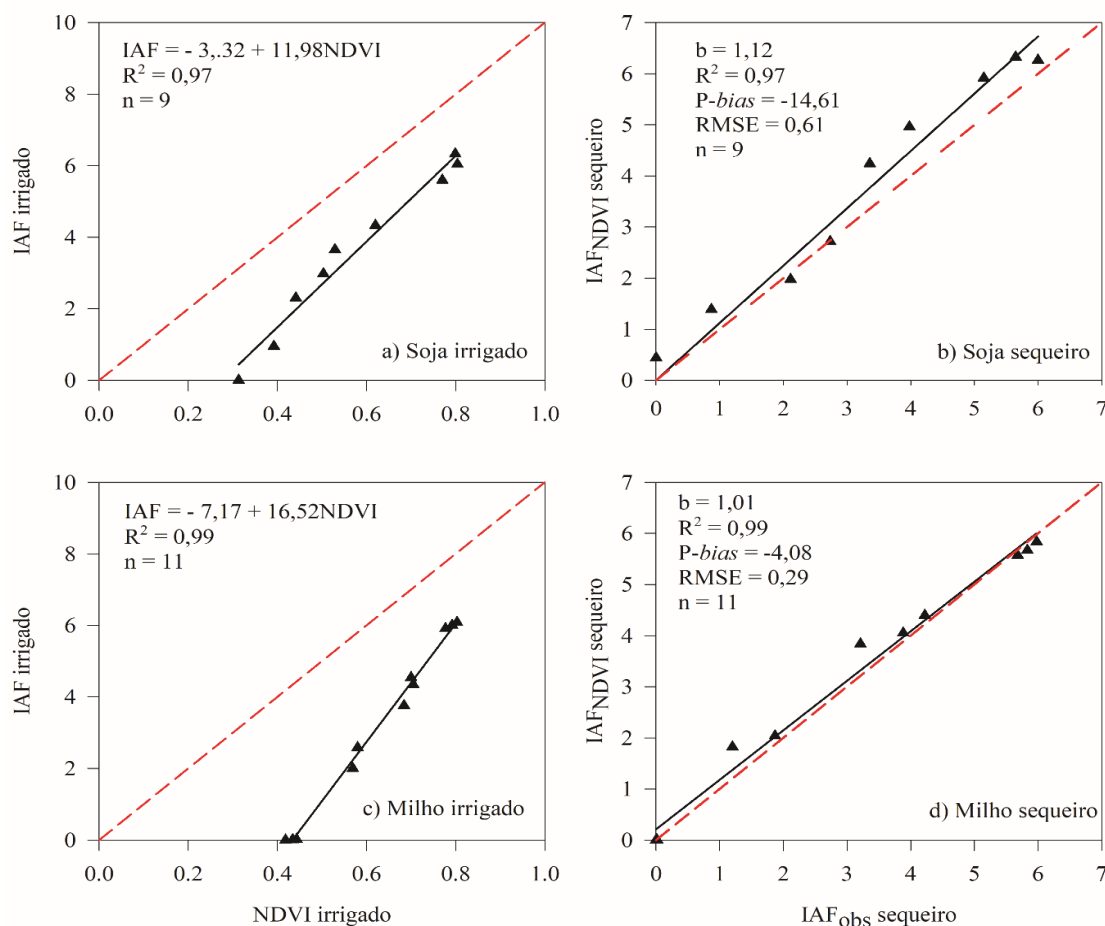 10
8
6
4
2
0
IAF irrigado
IAF = - 3,.32 + 11,98NDVI
R² = 0,97
n = 9
a) Soja irrigado
0.0 0.2 0.4 0.6 0.8 1.0
7
6
5
4
3
2
1
0
IAF_NDVI sequeiro
b = 1,12
R² = 0,97
P-bias = -14,61
RMSE = 0,61
n = 9
b) Soja sequeiro
0 1 2 3 4 5 6 7
10
8
6
4
2
0
IAF irrigado
IAF = - 7,17 + 16,52NDVI
R² = 0,99
n = 11
c) Milho irrigado
0.0 0.2 0.4 0.6 0.8 1.0
NDVI irrigado
7
6
5
4
3
2
1
0
IAF_NDVI sequeiro
b = 1,01
R² = 0,99
P-bias = -4,08
RMSE = 0,29
n = 11
d) Milho sequeiro
0 1 2 3 4 5 6 7
IAF_obs sequeiro